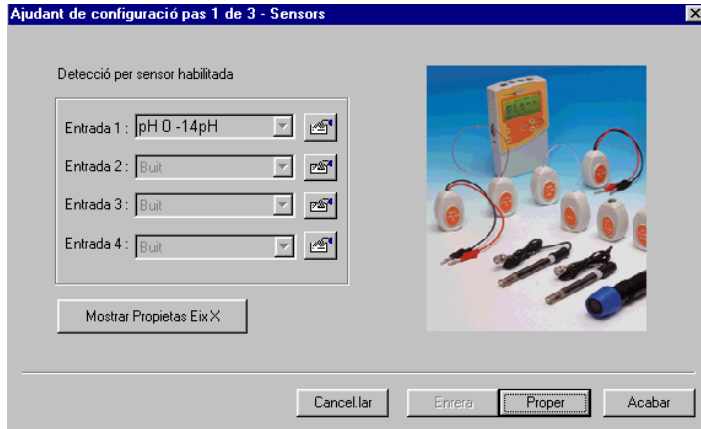 Ajudant de configuració pas 1 de 3 - Sensors
Detecció per sensor habilitada
Entrada 1 : pH 0 -14pH
Entrada 2 : Buit
Entrada 3 : Buit
Entrada 4 : Buit
Mostrar Propietas Eix X
Cancel.lar Enrera Proper Acabar